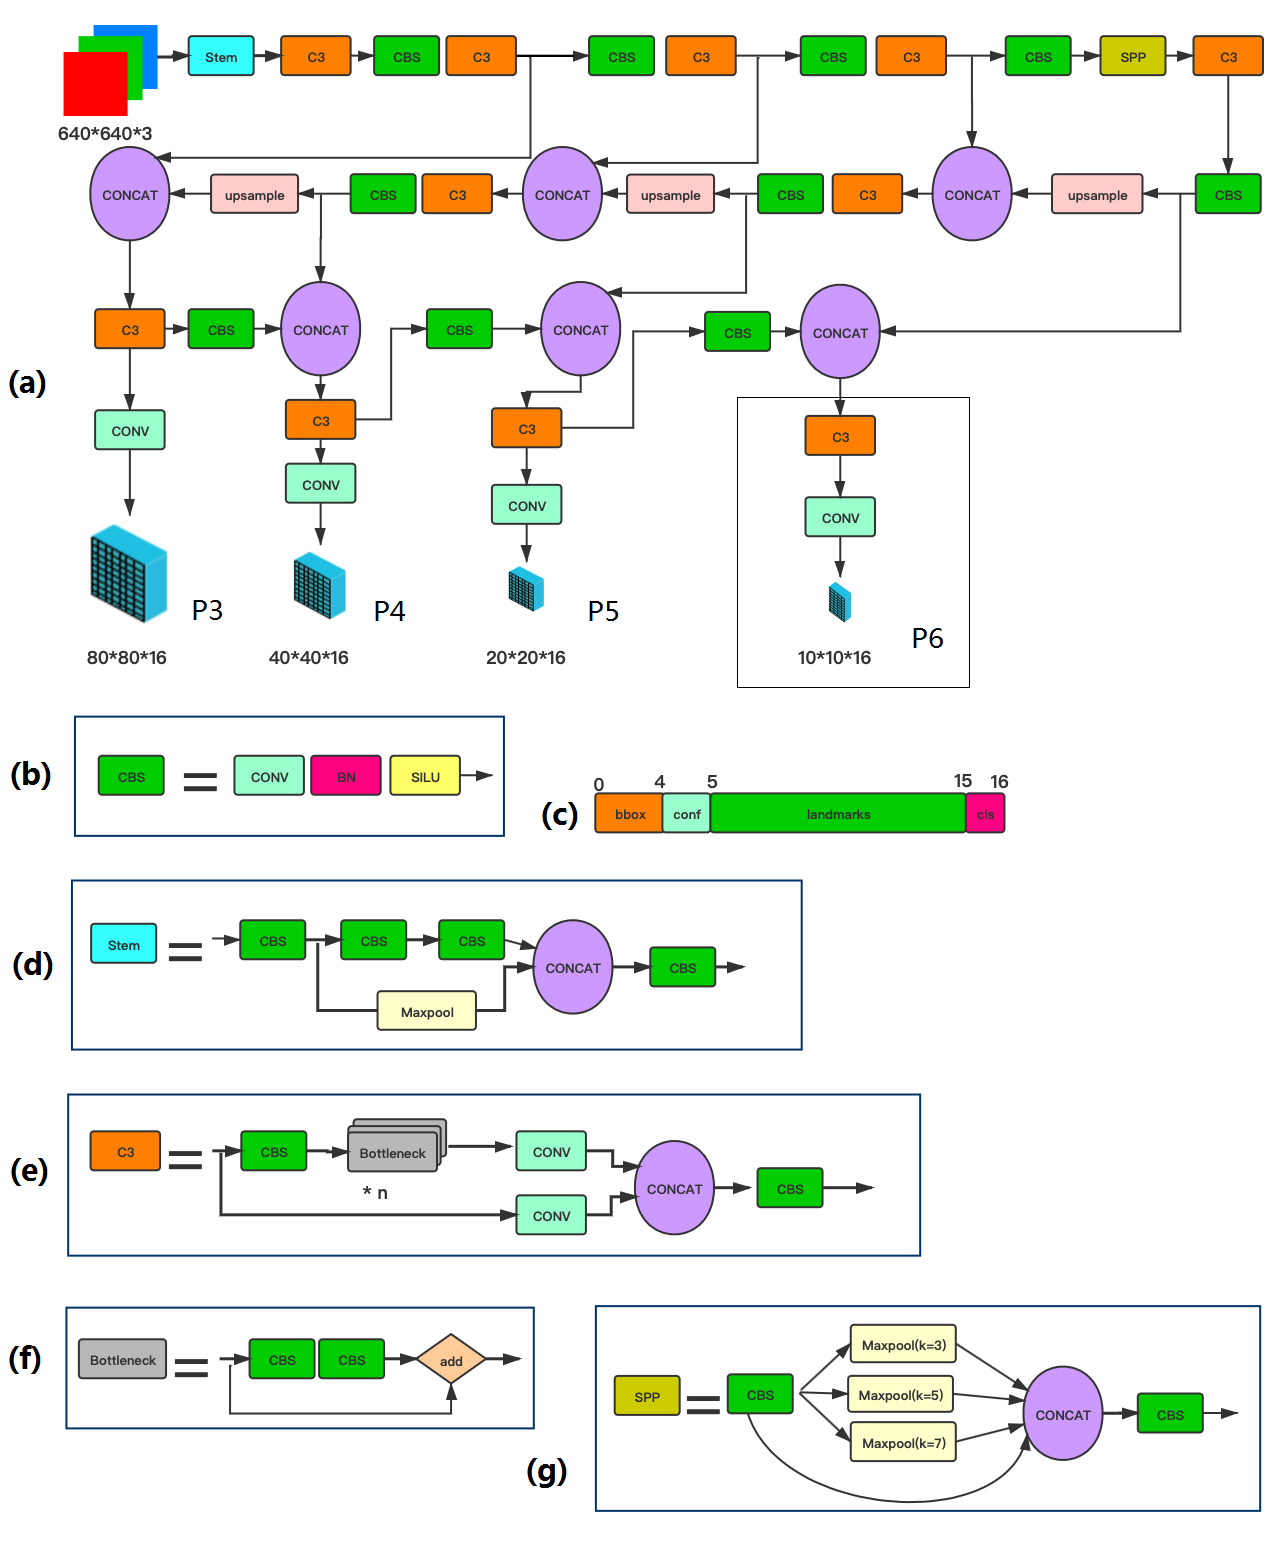 Stem C3 CBS C3 CBS C3 CBS C3 CBS SPP C3
640*640*3
CONCAT upsample CBS C3 CONCAT upsample CBS C3 CONCAT upsample CBS
C3 CBS CONCAT CBS CONCAT CBS CONCAT
(a)
CONV C3 C3 C3
CONV CONV CONV
P3 P4 P5 P6
80*80*16 40*40*16 20*20*16 10*10*16
(b) CBS = CONV BN SILU
0 4 5 15 16
(c) bbox conf landmarks cls
(d) Stem = CBS CBS CBS CONCAT CBS
Maxpool
(e) C3 = CBS Bottleneck CONV CONCAT CBS
* n
CONV
(f) Bottleneck = CBS CBS add
(g) SPP = CBS Maxpool(k=3) CONCAT CBS
Maxpool(k=5)
Maxpool(k=7)